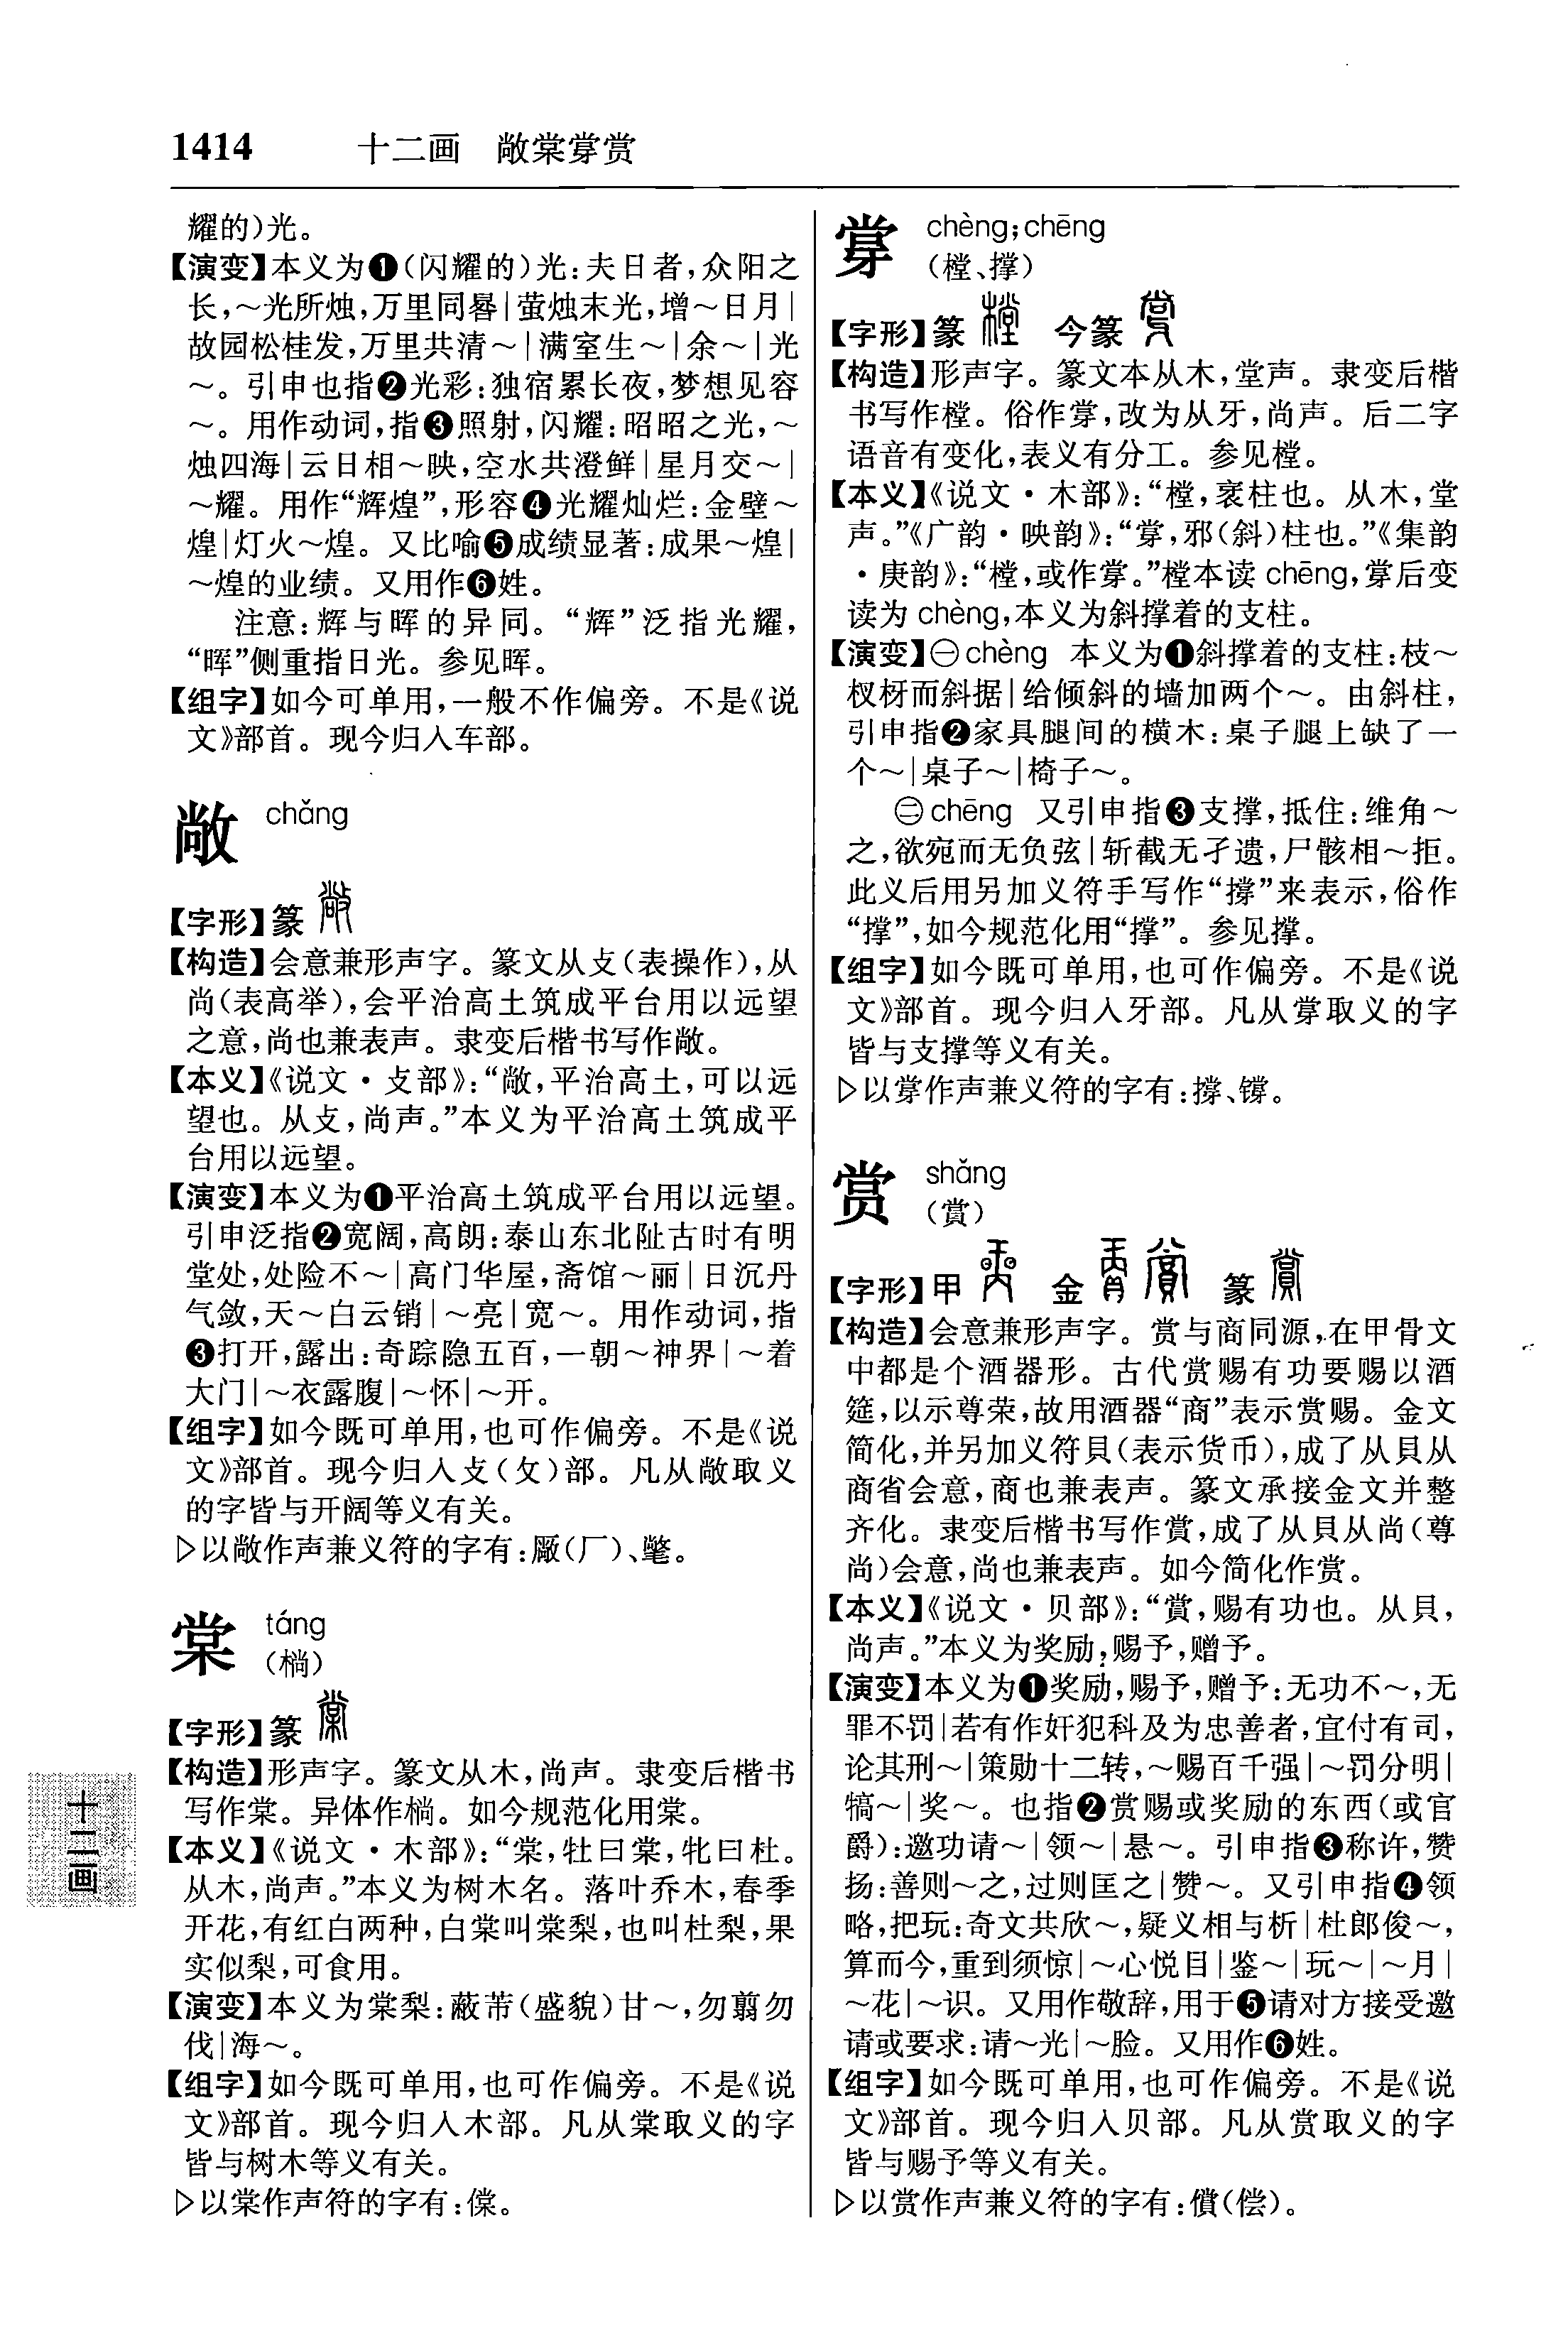 1414 十二画 敞棠牚赏
耀的)光。
【演变】本义为❶(闪耀的)光:夫日者,众阳之
长,～光所烛,万里同晷|萤烛末光,增～日月|
故园松桂发,万里共清～|满室生～|余～|光
～。引申也指❷光彩:独宿累长夜,梦想见容
～。用作动词,指❸照射,闪耀:昭昭之光,～
烛四海|云日相～映,空水共澄鲜|星月交～|
～耀。用作“辉煌”,形容❹光耀灿烂:金壁～
煌|灯火～煌。又比喻❺成绩显著:成果～煌|
～煌的业绩。又用作❻姓。
注意:辉与晖的异同。“辉”泛指光耀,
“晖”侧重指日光。参见晖。
【组字】如今可单用,一般不作偏旁。不是《说
文》部首。现今归入车部。
敞 chǎng
【字形】篆
【构造】会意兼形声字。篆文从攴(表操作),从
尚(表高举),会平治高土筑成平台用以远望
之意,尚也兼表声。隶变后楷书写作敞。
【本义】《说文·攴部》:“敞,平治高土,可以远
望也。从攴,尚声。”本义为平治高土筑成平
台用以远望。
【演变】本义为❶平治高土筑成平台用以远望。
引申泛指❷宽阔,高朗:泰山东北阯古时有明
堂处,处险不～|高门华屋,斋馆～丽|日沉丹
气敛,天～白云销|～亮|宽～。用作动词,指
❸打开,露出:奇踪隐五百,一朝～神界|～着
大门|～衣露腹|～怀|～开。
【组字】如今既可单用,也可作偏旁。不是《说
文》部首。现今归入攴(攵)部。凡从敞取义
的字皆与开阔等义有关。
▷以敞作声兼义符的字有:厰(厂)、氅。
棠 táng
(㭻)
【字形】篆
【构造】形声字。篆文从木,尚声。隶变后楷书
写作棠。异体作㭻。如今规范化用棠。
【本义】《说文·木部》:“棠,牡曰棠,牝曰杜。
从木,尚声。”本义为树木名。落叶乔木,春季
开花,有红白两种,白棠叫棠梨,也叫杜梨,果
实似梨,可食用。
【演变】本义为棠梨:蔽芾(盛貌)甘～,勿翦勿
伐|海～。
【组字】如今既可单用,也可作偏旁。不是《说
文》部首。现今归入木部。凡从棠取义的字
皆与树木等义有关。
▷以棠作声符的字有:㑽。
十二画
牚 chèng;chēng
(樘、撑)
【字形】篆 今篆
【构造】形声字。篆文本从木,堂声。隶变后楷
书写作樘。俗作牚,改为从牙,尚声。后二字
语音有变化,表义有分工。参见樘。
【本义】《说文·木部》:“樘,衺柱也。从木,堂
声。”《广韵·映韵》:“牚,邪(斜)柱也。”《集韵
·庚韵》:“樘,或作牚。”樘本读chēng,牚后变
读为chèng,本义为斜撑着的支柱。
【演变】㊀chèng 本义为❶斜撑着的支柱:枝～
杈枒而斜据|给倾斜的墙加两个～。由斜柱,
引申指❷家具腿间的横木:桌子腿上缺了一
个～|桌子～|椅子～。
㊁chēng 又引申指❸支撑,抵住:维角～
之,欲宛而无负弦|斩截无孑遗,尸骸相～拒。
此义后用另加义符手写作“撐”来表示,俗作
“撑”,如今规范化用“撑”。参见撑。
【组字】如今既可单用,也可作偏旁。不是《说
文》部首。现今归入牙部。凡从牚取义的字
皆与支撑等义有关。
▷以牚作声兼义符的字有:撐、镩。
赏 shǎng
(賞)
【字形】甲 金 篆
【构造】会意兼形声字。赏与商同源,在甲骨文
中都是个酒器形。古代赏赐有功要赐以酒
筵,以示尊荣,故用酒器“商”表示赏赐。金文
简化,并另加义符貝(表示货币),成了从貝从
商省会意,商也兼表声。篆文承接金文并整
齐化。隶变后楷书写作賞,成了从貝从尚(尊
尚)会意,尚也兼表声。如今简化作赏。
【本义】《说文·贝部》:“賞,赐有功也。从貝,
尚声。”本义为奖励,赐予,赠予。
【演变】本义为❶奖励,赐予,赠予:无功不～,无
罪不罚|若有作奸犯科及为忠善者,宜付有司,
论其刑～|策勋十二转,～赐百千强|～罚分明|
犒～|奖～。也指❷赏赐或奖励的东西(或官
爵):邀功请～|领～|悬～。引申指❸称许,赞
扬:善则～之,过则匡之|赞～。又引申指❹领
略,把玩:奇文共欣～,疑义相与析|杜郎俊～,
算而今,重到须惊|～心悦目|鉴～|玩～|～月|
～花|～识。又用作敬辞,用于❺请对方接受邀
请或要求:请～光|～脸。又用作❻姓。
【组字】如今既可单用,也可作偏旁。不是《说
文》部首。现今归入贝部。凡从赏取义的字
皆与赐予等义有关。
▷以赏作声兼义符的字有:償(偿)。